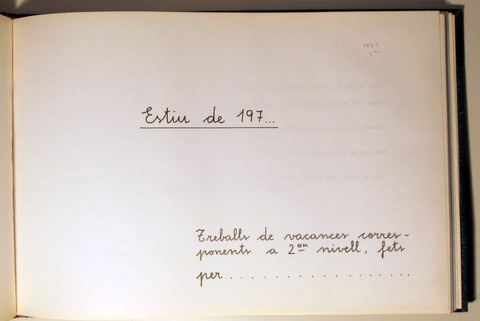 Estiu de 197...
Treballs de vacances corres-
ponents a 2on nivell, fets
per . . . . . . . . . . . . . . . . . .